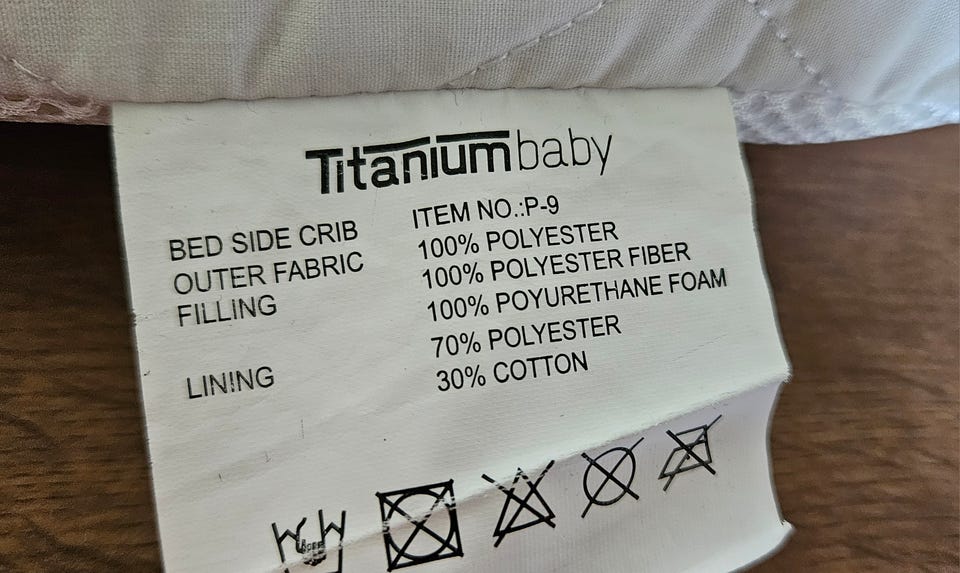 Titaniumbaby
BED SIDE CRIB ITEM NO.:P-9
OUTER FABRIC 100% POLYESTER
FILLING 100% POLYESTER FIBER
100% POYURETHANE FOAM
LINING 70% POLYESTER
30% COTTON